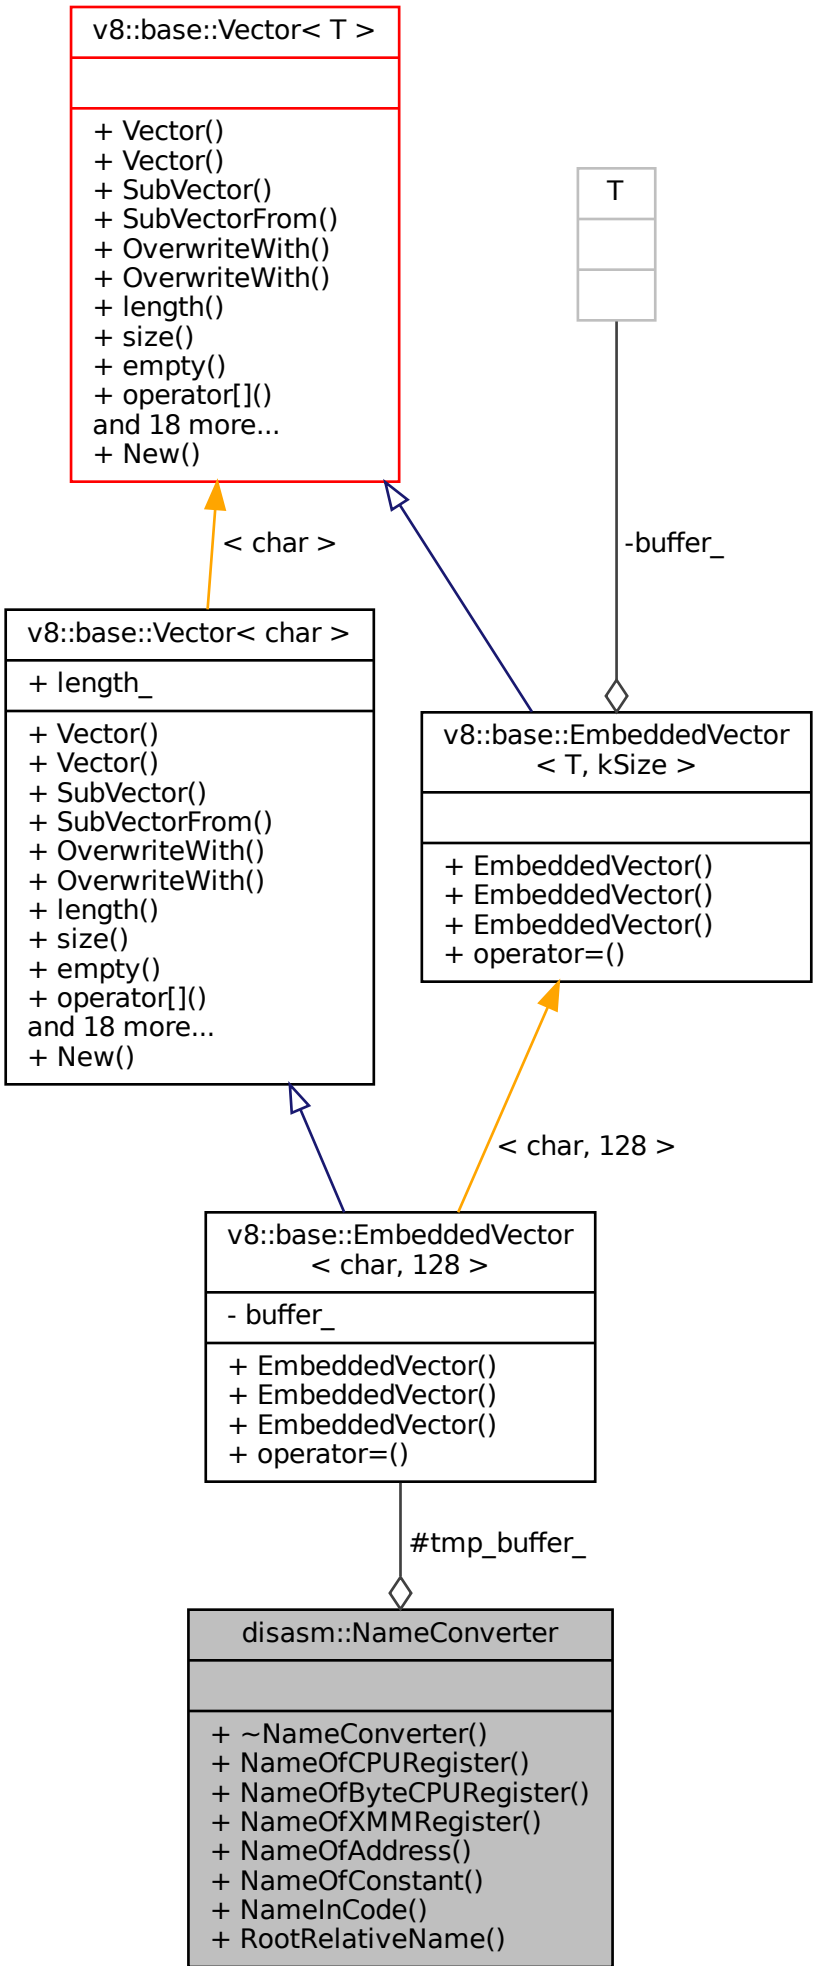 v8::base::Vector< T >
+ Vector()
+ Vector()
+ SubVector()
+ SubVectorFrom()
+ OverwriteWith()
+ OverwriteWith()
+ length()
+ size()
+ empty()
+ operator[]()
and 18 more...
+ New()
T
< char >
-buffer_
v8::base::Vector< char >
+ length_
+ Vector()
+ Vector()
+ SubVector()
+ SubVectorFrom()
+ OverwriteWith()
+ OverwriteWith()
+ length()
+ size()
+ empty()
+ operator[]()
and 18 more...
+ New()
v8::base::EmbeddedVector
< T, kSize >
+ EmbeddedVector()
+ EmbeddedVector()
+ EmbeddedVector()
+ operator=()
< char, 128 >
v8::base::EmbeddedVector
< char, 128 >
- buffer_
+ EmbeddedVector()
+ EmbeddedVector()
+ EmbeddedVector()
+ operator=()
#tmp_buffer_
disasm::NameConverter
+ ~NameConverter()
+ NameOfCPURegister()
+ NameOfByteCPURegister()
+ NameOfXMMRegister()
+ NameOfAddress()
+ NameOfConstant()
+ NameInCode()
+ RootRelativeName()